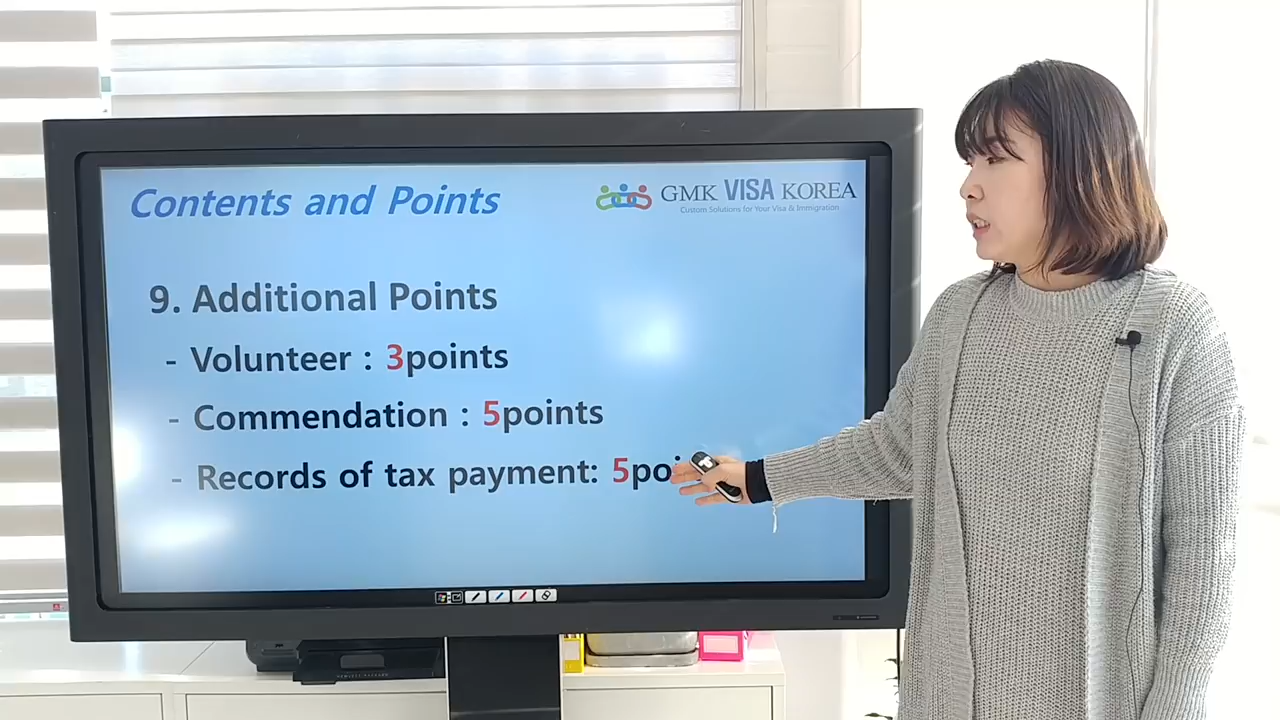 Contents and Points
GMK VISA KOREA
Custom Solutions for Your Visa & Immigration
9. Additional Points
- Volunteer : 3points
- Commendation : 5points
- Records of tax payment: 5poi